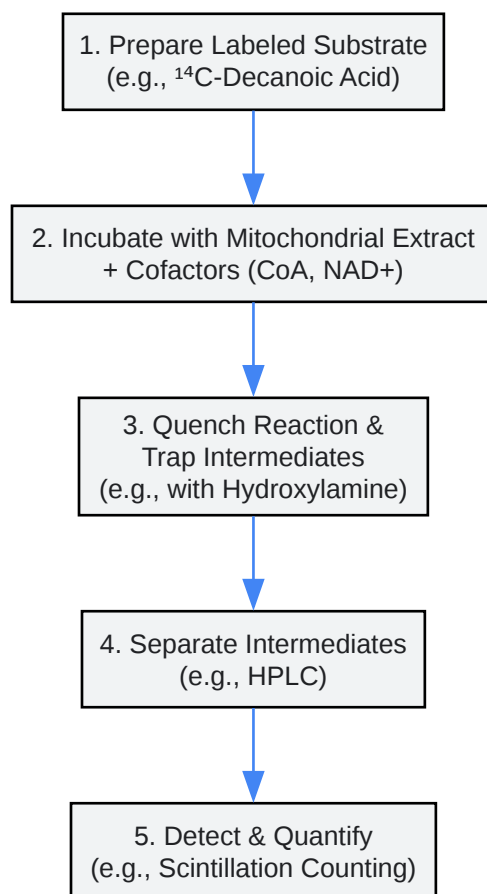 1. Prepare Labeled Substrate
(e.g., ¹⁴C-Decanoic Acid)
2. Incubate with Mitochondrial Extract
+ Cofactors (CoA, NAD+)
3. Quench Reaction &
Trap Intermediates
(e.g., with Hydroxylamine)
4. Separate Intermediates
(e.g., HPLC)
5. Detect & Quantify
(e.g., Scintillation Counting)